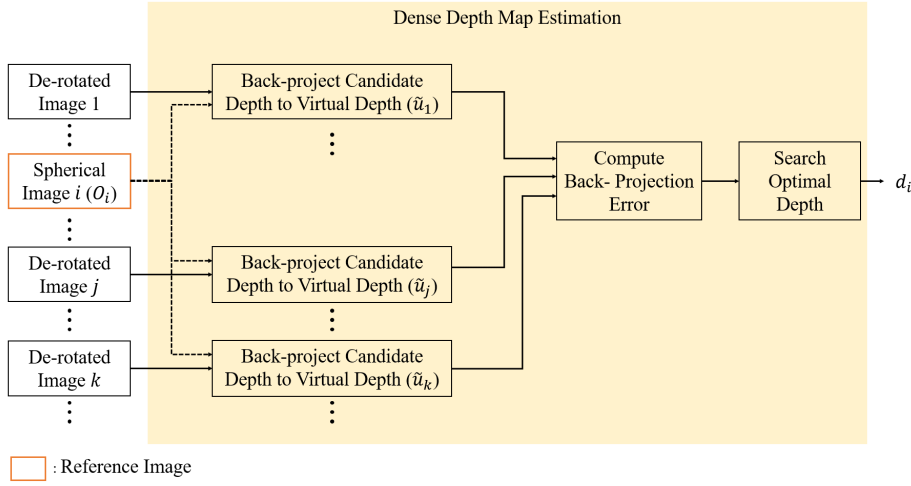 Dense Depth Map Estimation
De-rotated
Image 1
Back-project Candidate
Depth to Virtual Depth (ũ₁)
Spherical
Image i (Oᵢ)
Compute
Back- Projection
Error
Search
Optimal
Depth
dᵢ
De-rotated
Image j
Back-project Candidate
Depth to Virtual Depth (ũⱼ)
De-rotated
Image k
Back-project Candidate
Depth to Virtual Depth (ũₖ)
: Reference Image